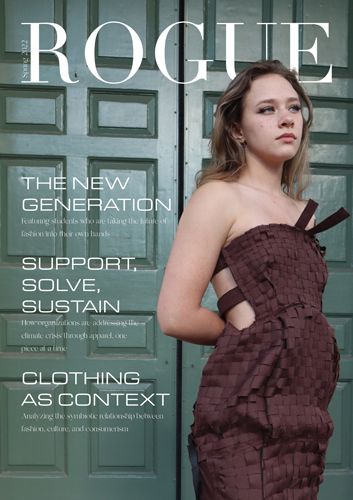 ROGUE
Spring 2022
THE NEW
GENERATION
Featuring students who are taking the future of
fashion into their own hands
SUPPORT,
SOLVE,
SUSTAIN
How organizations are addressing the
climate crisis through apparel, one
piece at a time
CLOTHING
AS CONTEXT
Analyzing the symbiotic relationship between
fashion, culture, and consumerism